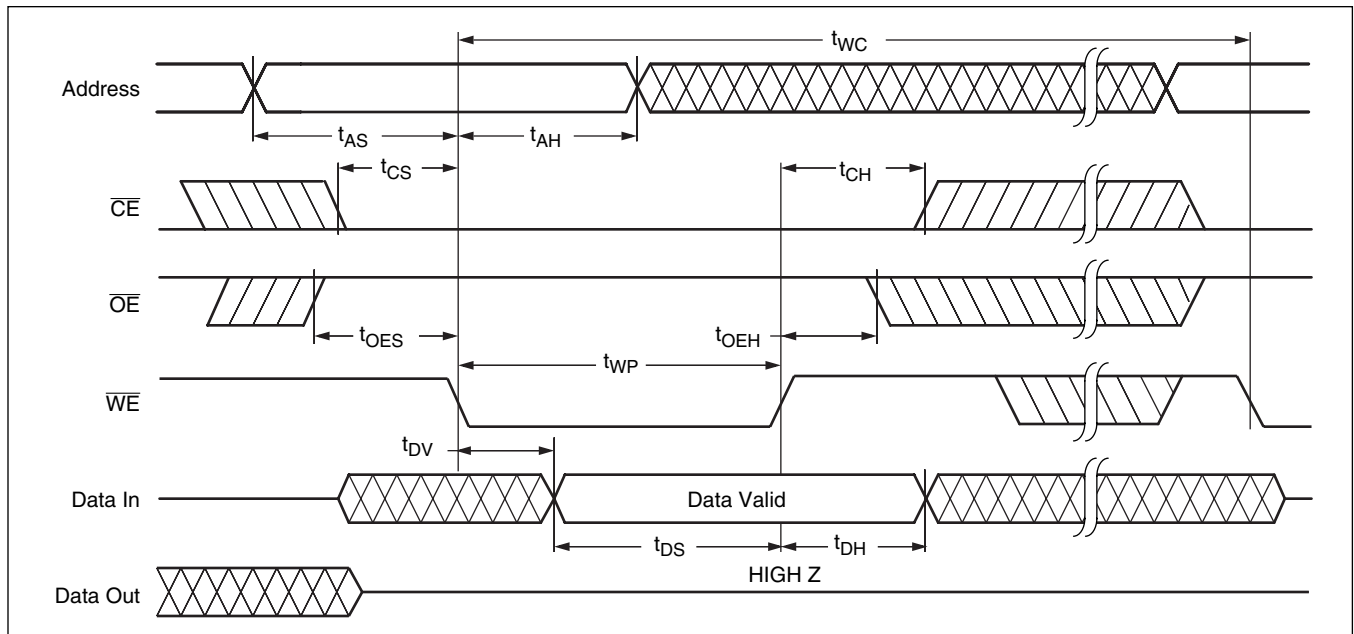 tWC
Address
tAS
tAH
tCS
tCH
CE
OE
tOES
tOEH
tWP
WE
tDV
Data In
Data Valid
tDS
tDH
HIGH Z
Data Out